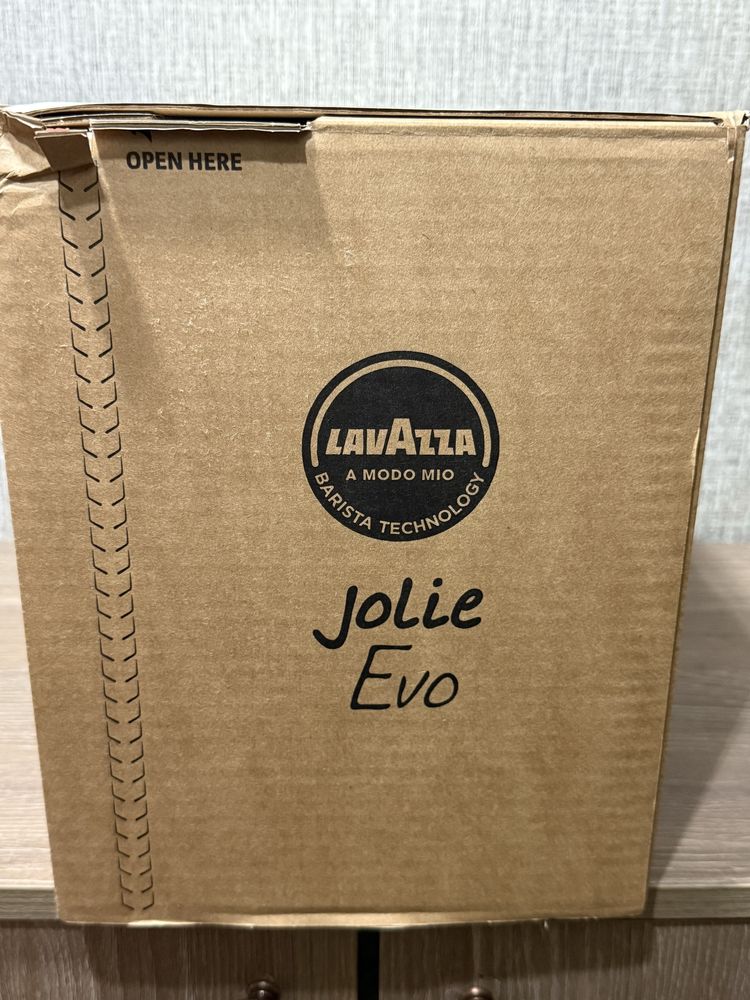 OPEN HERE
LAVAZZA
A MODO MIO
BARISTA TECHNOLOGY
Jolie
Evo